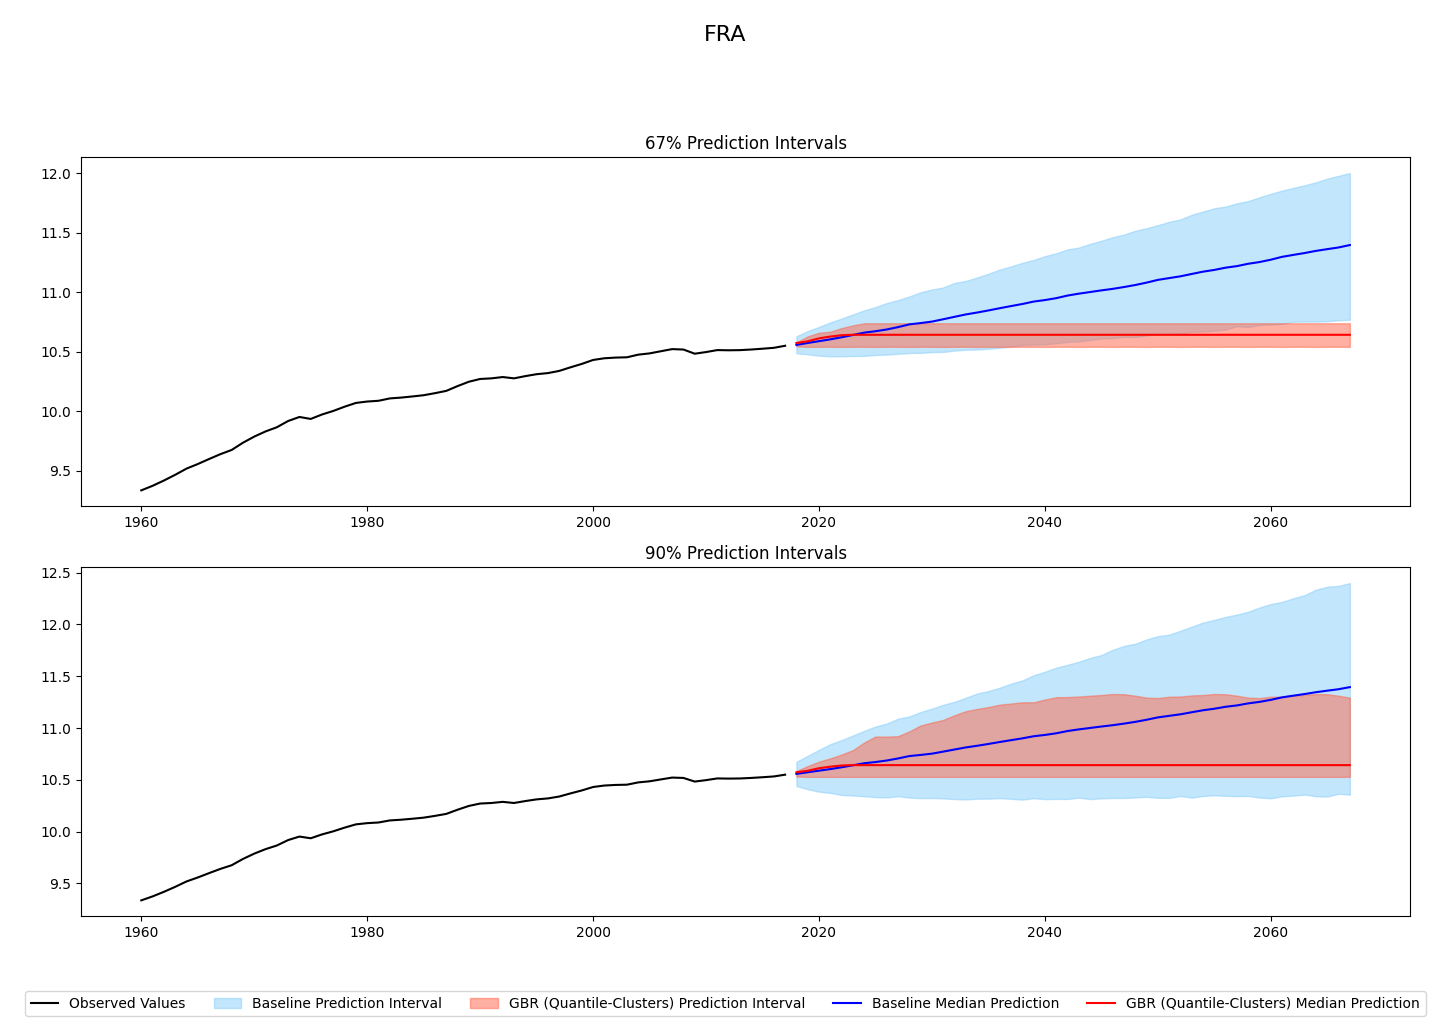 FRA
67% Prediction Intervals
12.0
11.5
11.0
10.5
10.0
9.5
1960 1980 2000 2020 2040 2060
90% Prediction Intervals
12.5
12.0
11.5
11.0
10.5
10.0
9.5
1960 1980 2000 2020 2040 2060
Observed Values Baseline Prediction Interval GBR (Quantile-Clusters) Prediction Interval Baseline Median Prediction GBR (Quantile-Clusters) Median Prediction